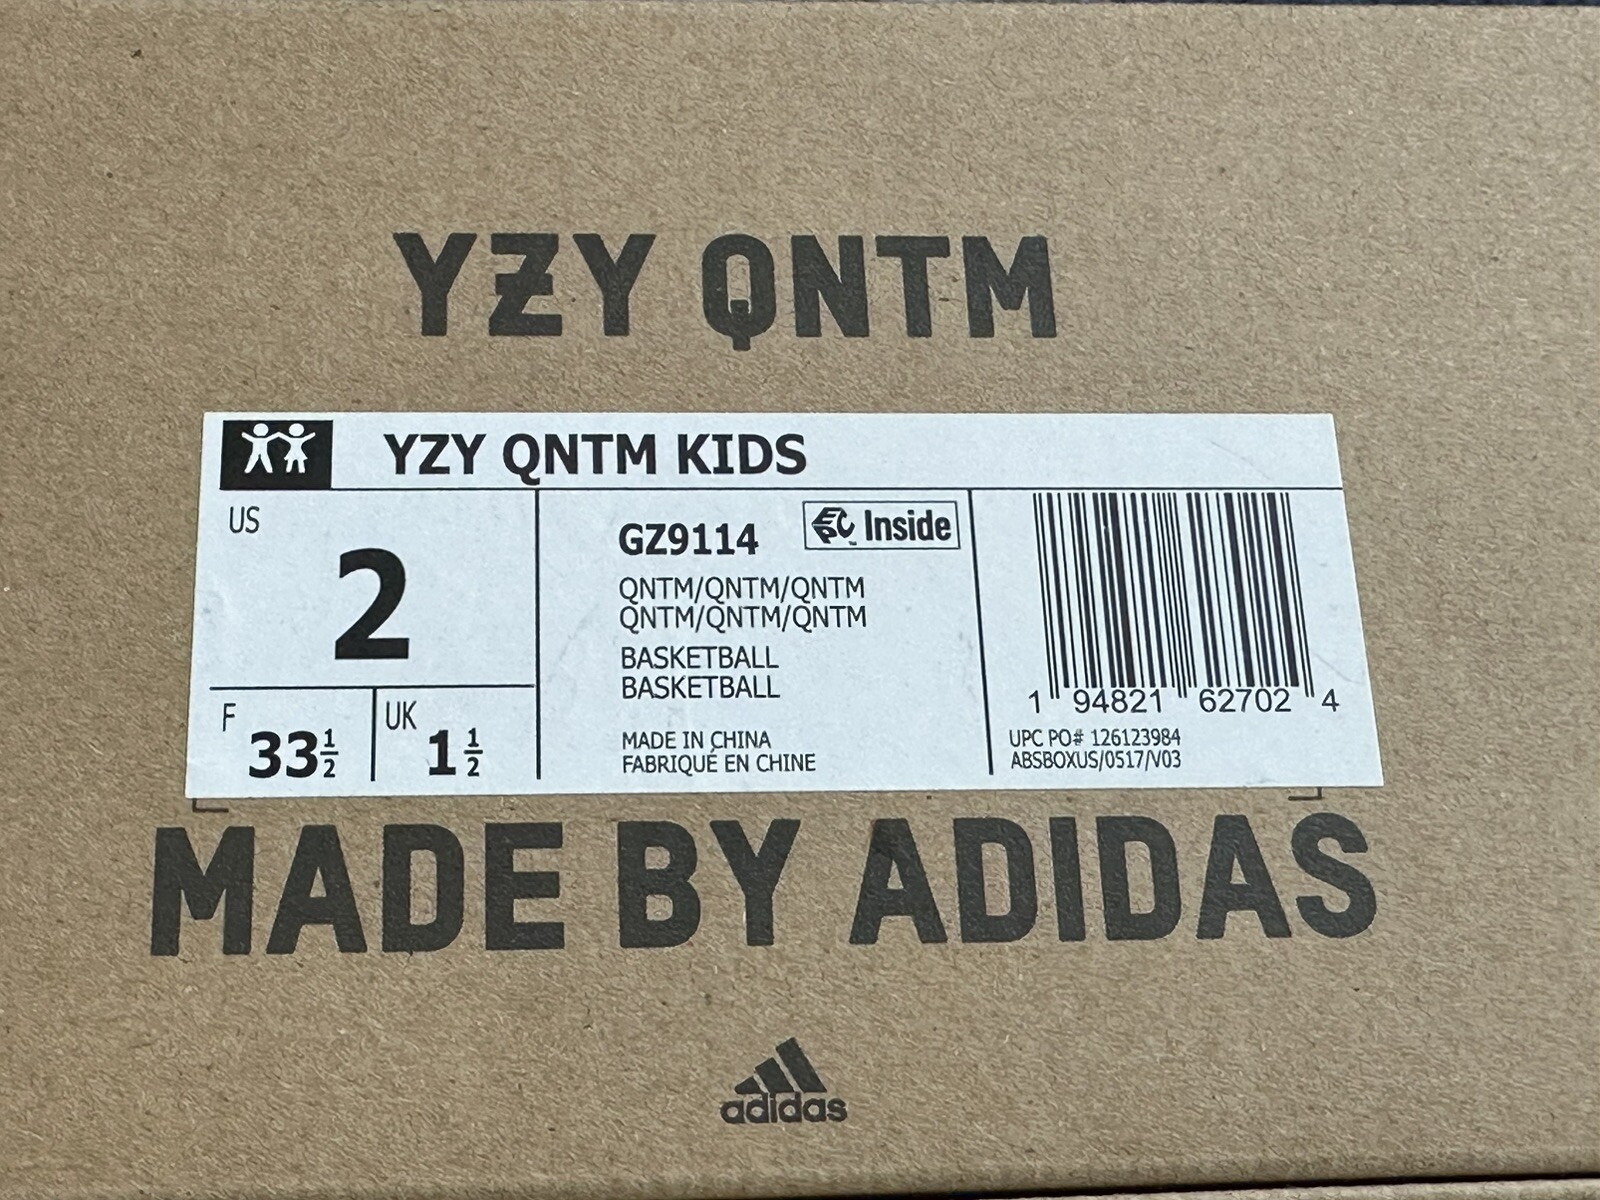 YZY QNTM
YZY QNTM KIDS
US
2
F 33½
UK 1½
GZ9114
EPC Inside
QNTM/QNTM/QNTM
QNTM/QNTM/QNTM
BASKETBALL
BASKETBALL
MADE IN CHINA
FABRIQUÉ EN CHINE
1 94821 62702 4
UPC PO# 126123984
ABSBOXUS/0517/V03
MADE BY ADIDAS
adidas